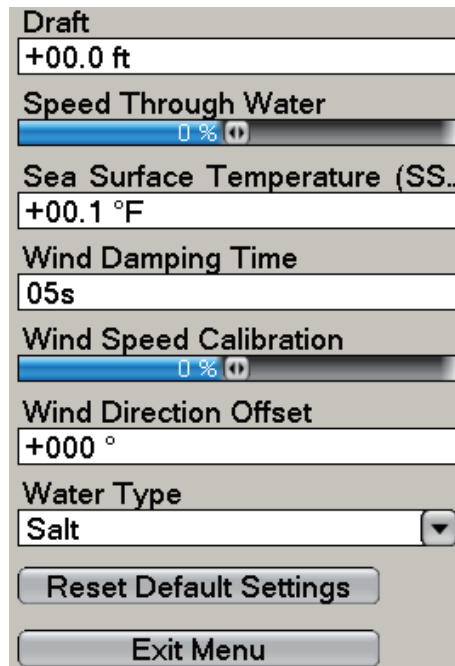 Draft
+00.0 ft
Speed Through Water
0 %
Sea Surface Temperature (SS..
+00.1 °F
Wind Damping Time
05s
Wind Speed Calibration
0 %
Wind Direction Offset
+000 °
Water Type
Salt
Reset Default Settings
Exit Menu